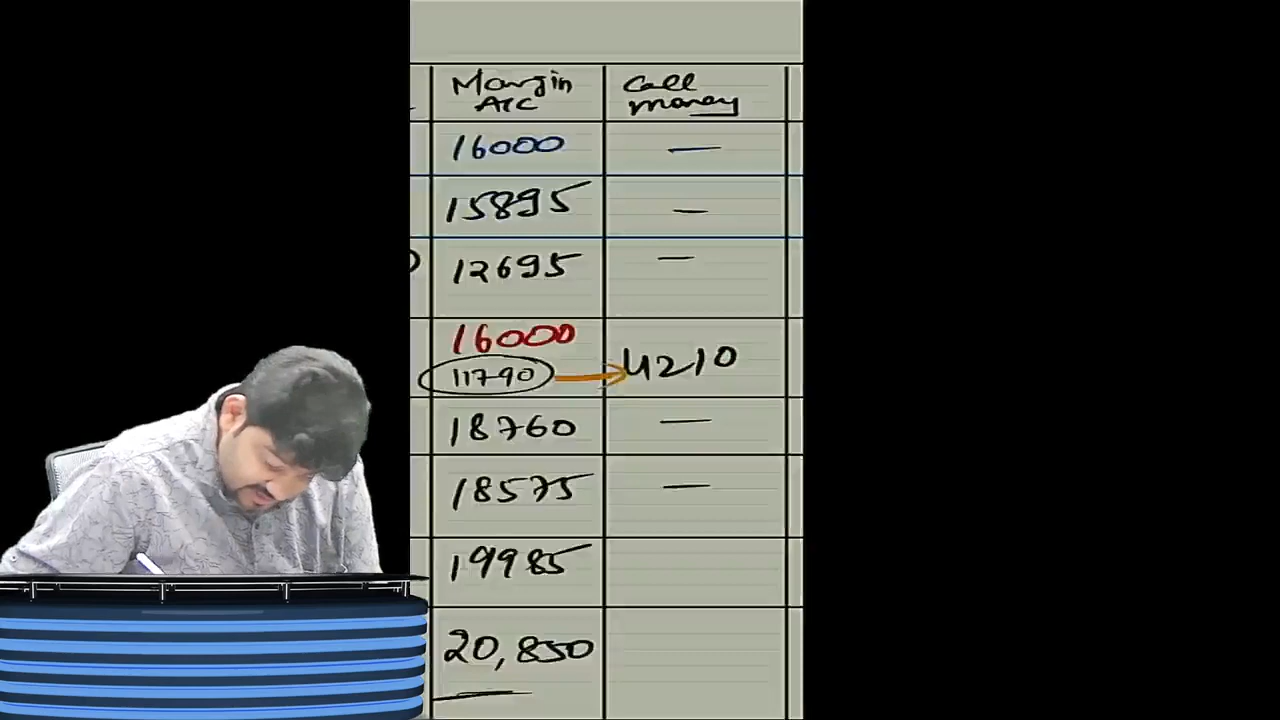 Margin Call
A/C money
16000 —
15895 —
12695 —
16000
11790 → 4210
18760 —
18575 —
19985
20,850